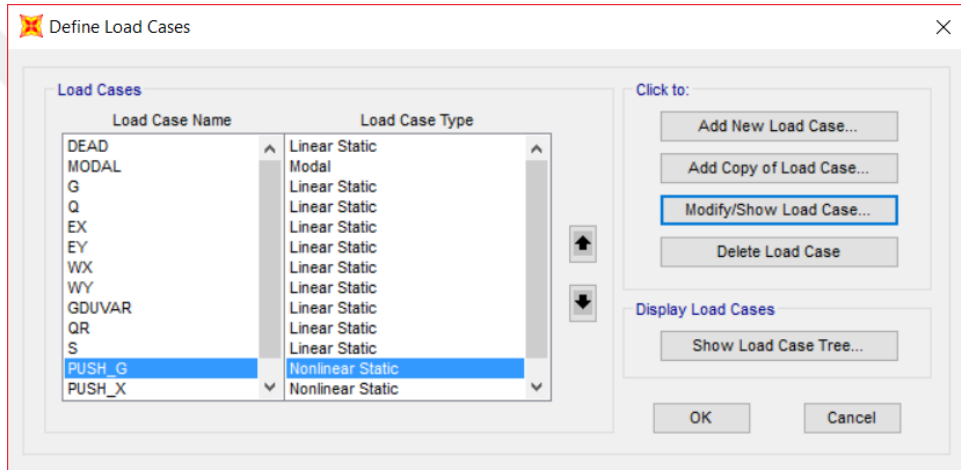 Define Load Cases
Load Cases
Load Case Name Load Case Type
DEAD Linear Static
MODAL Modal
G Linear Static
Q Linear Static
EX Linear Static
EY Linear Static
WX Linear Static
WY Linear Static
GDUVAR Linear Static
QR Linear Static
S Linear Static
PUSH_G Nonlinear Static
PUSH_X Nonlinear Static
Click to:
Add New Load Case...
Add Copy of Load Case...
Modify/Show Load Case...
Delete Load Case
Display Load Cases
Show Load Case Tree...
OK Cancel